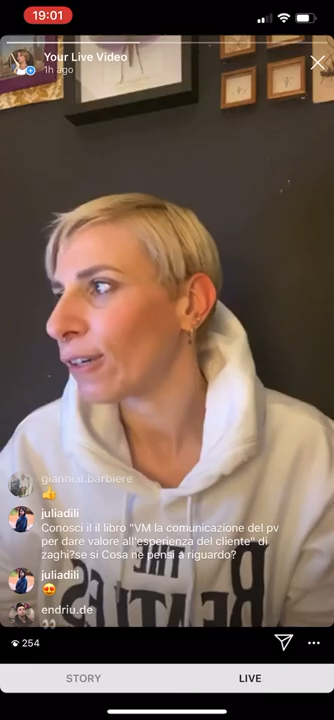 19:01
Your Live Video
1h ago
gianni.il.barbiere
👍
juliadili
Conosci il il libro "VM la comunicazione del pv
per dare valore all'esperienza del cliente" di
zaghi?se si Cosa ne pensi a riguardo?
juliadili
😍
endriu.de
👀
THE
BEATLES
254
STORY
LIVE